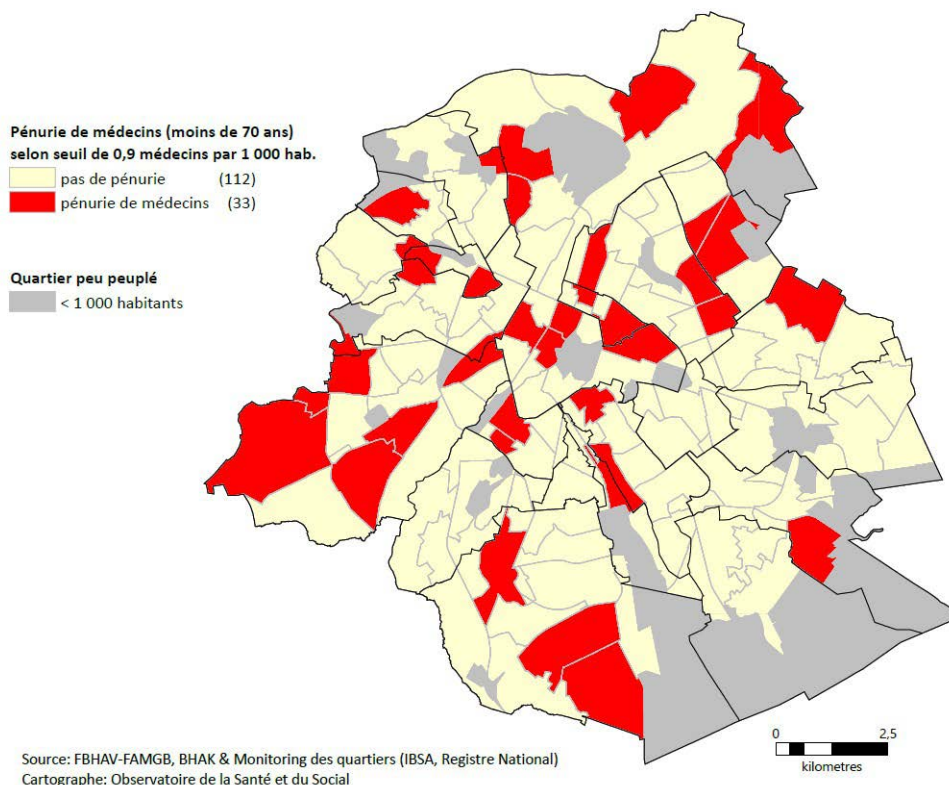 Pénurie de médecins (moins de 70 ans)
selon seuil de 0,9 médecins par 1 000 hab.
pas de pénurie (112)
pénurie de médecins (33)
Quartier peu peuplé
< 1 000 habitants
0 2,5
kilometres
Source: FBHAV-FAMGB, BHAK & Monitoring des quartiers (IBSA, Registre National)
Cartographe: Observatoire de la Santé et du Social